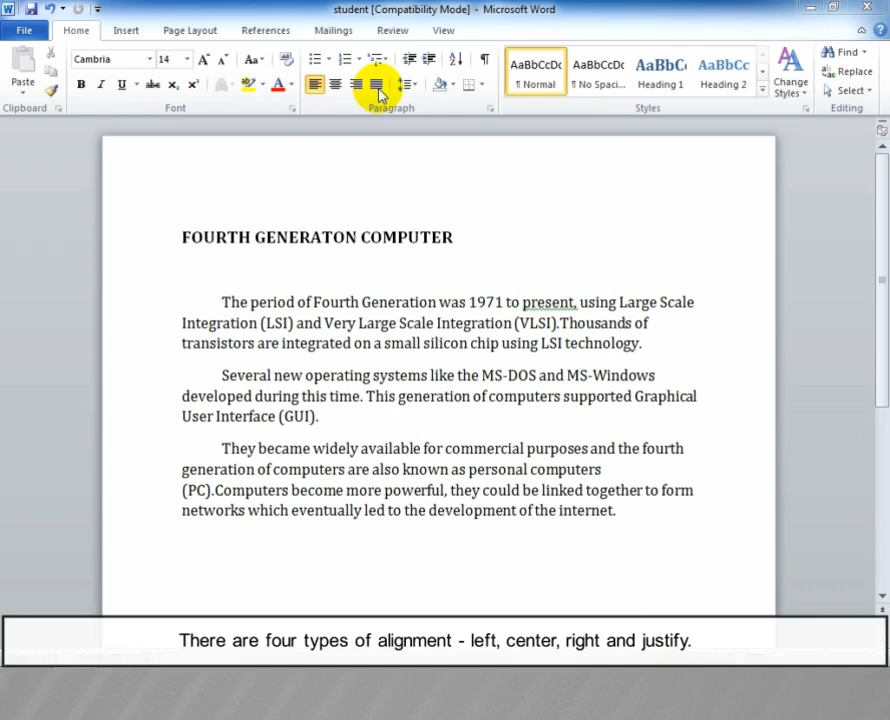 student [Compatibility Mode] - Microsoft Word
File Home Insert Page Layout References Mailings Review View
Cambria 14 Aa
Paste
B I U abc X₂ X² A ab A
AaBbCcDc AaBbCcDc AaBbCc AaBbCc
¶ Normal ¶ No Spaci... Heading 1 Heading 2
Change Styles
Find
Replace
Select
Clipboard Font Paragraph Styles Editing
FOURTH GENERATON COMPUTER
The period of Fourth Generation was 1971 to present, using Large Scale
Integration (LSI) and Very Large Scale Integration (VLSI).Thousands of
transistors are integrated on a small silicon chip using LSI technology.
Several new operating systems like the MS-DOS and MS-Windows
developed during this time. This generation of computers supported Graphical
User Interface (GUI).
They became widely available for commercial purposes and the fourth
generation of computers are also known as personal computers
(PC).Computers become more powerful, they could be linked together to form
networks which eventually led to the development of the internet.
There are four types of alignment - left, center, right and justify.